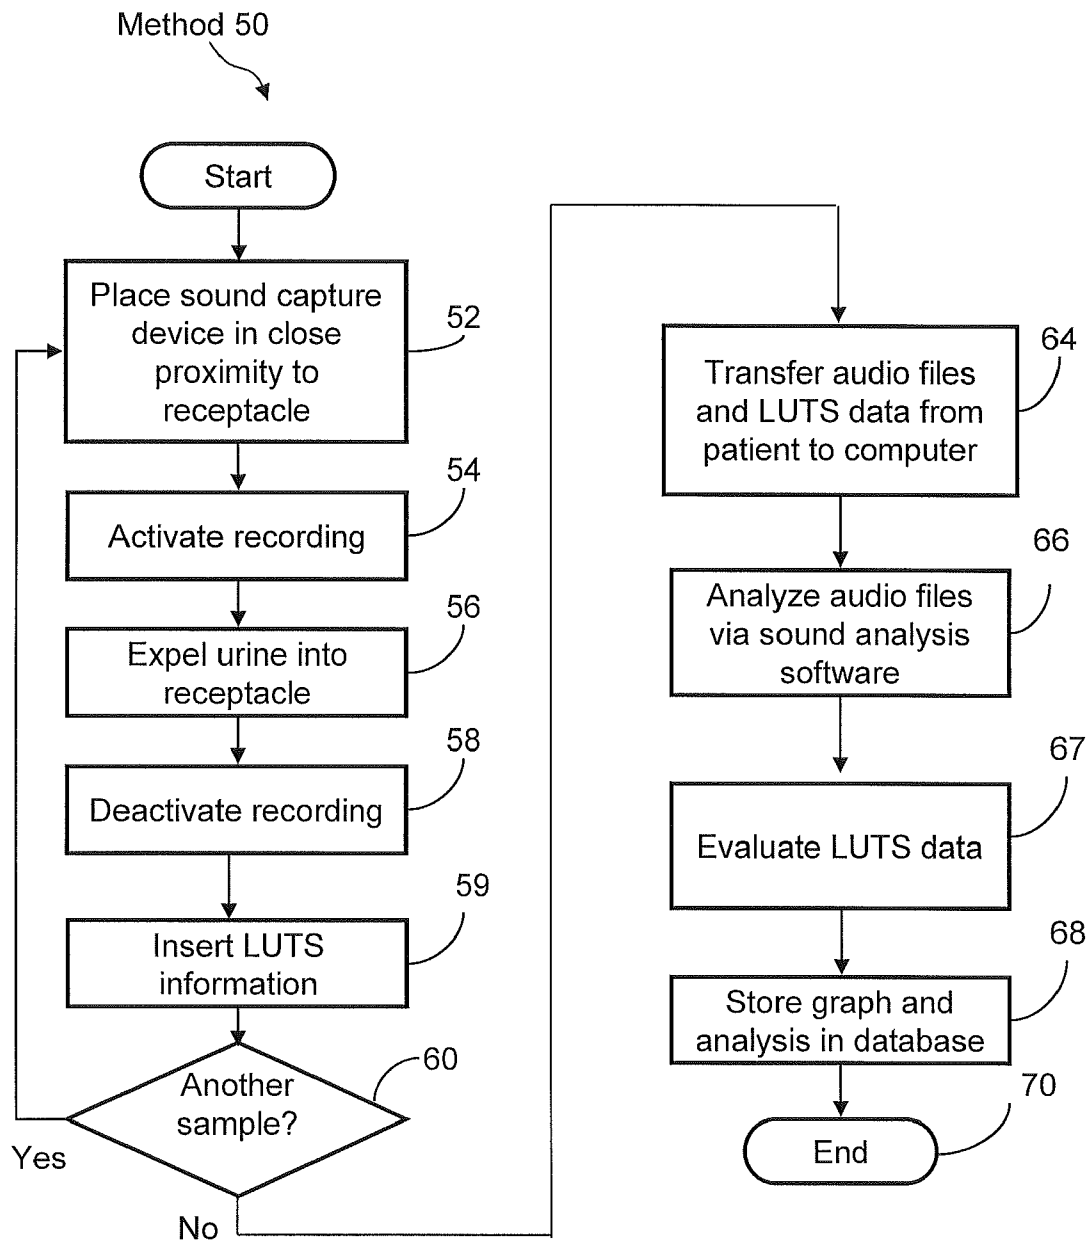 Method 50
Start
Place sound capture
device in close
proximity to
receptacle
52
Activate recording
54
Expel urine into
receptacle
56
Deactivate recording
58
Insert LUTS
information
59
Another
sample?
60
Yes
No
Transfer audio files
and LUTS data from
patient to computer
64
Analyze audio files
via sound analysis
software
66
Evaluate LUTS data
67
Store graph and
analysis in database
68
End
70